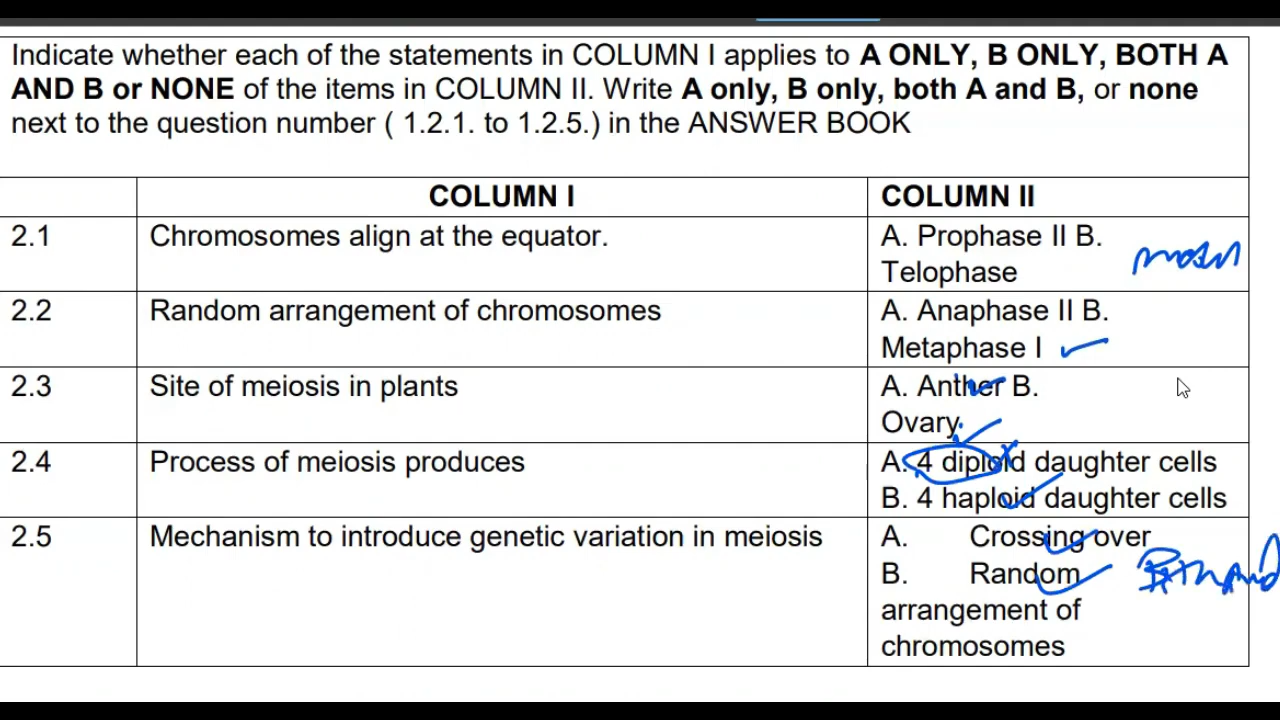 Indicate whether each of the statements in COLUMN I applies to A ONLY, B ONLY, BOTH A
AND B or NONE of the items in COLUMN II. Write A only, B only, both A and B, or none
next to the question number ( 1.2.1. to 1.2.5.) in the ANSWER BOOK
COLUMN I COLUMN II
2.1 Chromosomes align at the equator. A. Prophase II B.
Telophase
2.2 Random arrangement of chromosomes A. Anaphase II B.
Metaphase I
2.3 Site of meiosis in plants A. Anther B.
Ovary.
2.4 Process of meiosis produces A. 4 diploid daughter cells
B. 4 haploid daughter cells
2.5 Mechanism to introduce genetic variation in meiosis A. Crossing over
B. Random
arrangement of
chromosomes